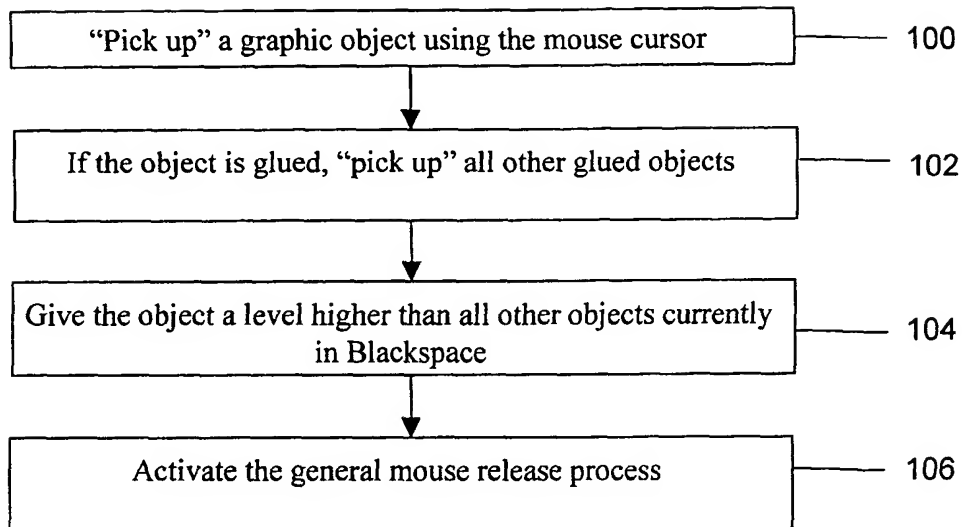 “Pick up” a graphic object using the mouse cursor
100
If the object is glued, “pick up” all other glued objects
102
Give the object a level higher than all other objects currently
in Blackspace
104
Activate the general mouse release process
106